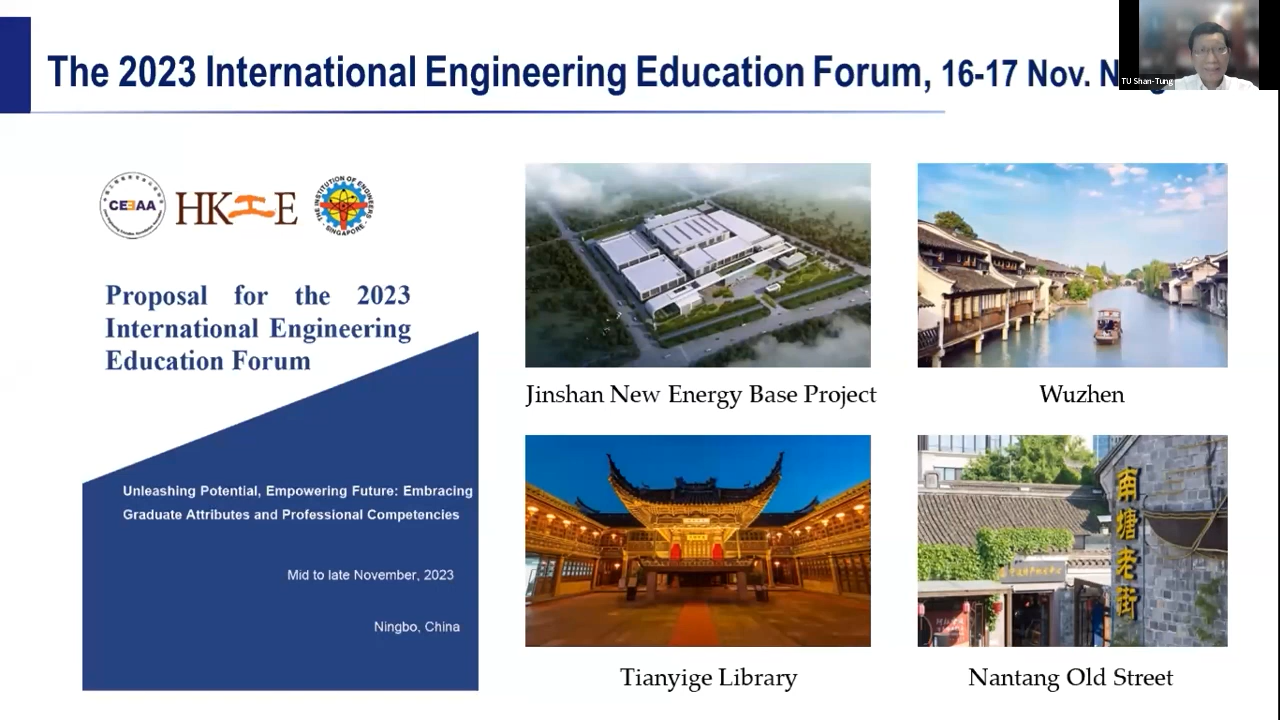 The 2023 International Engineering Education Forum, 16-17 Nov.
TU Shan-Tung
CEEAA
HK E
THE INSTITUTION OF ENGINEERS
SINGAPORE
Proposal for the 2023
International Engineering
Education Forum
Unleashing Potential, Empowering Future: Embracing
Graduate Attributes and Professional Competencies
Mid to late November, 2023
Ningbo, China
Jinshan New Energy Base Project
Wuzhen
南塘老街
Tianyige Library
Nantang Old Street